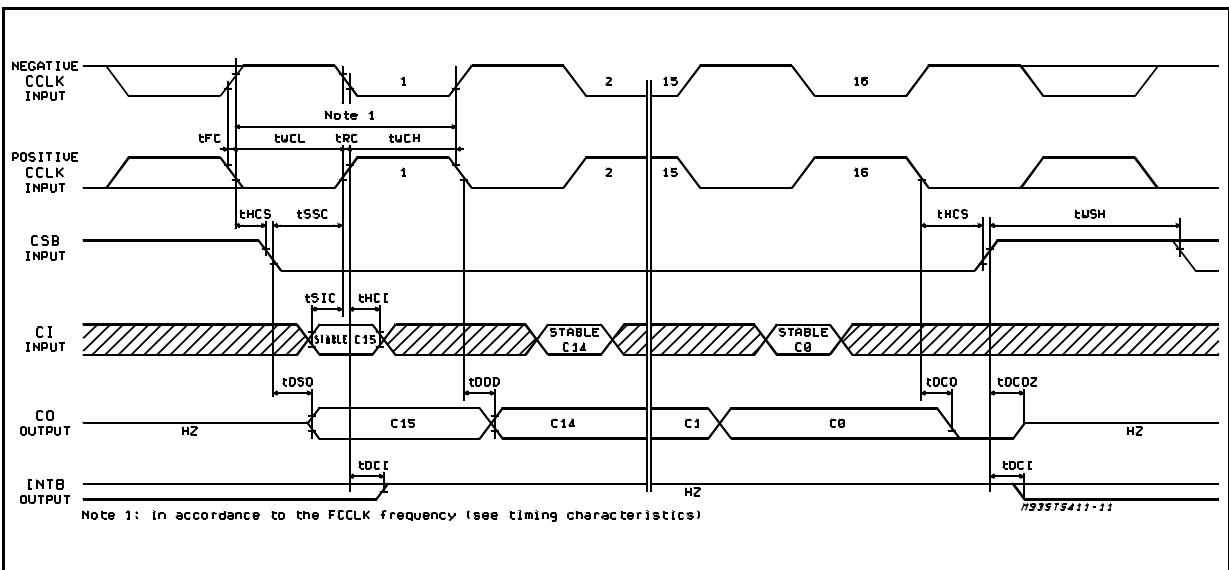 NEGATIVE
CCLK
INPUT
1
2
15
16
Note 1
tFC
tWCL
tRC
tWCH
POSITIVE
CCLK
INPUT
1
2
15
16
tHCS
tSSC
tHCS
tWSH
CSB
INPUT
tSIC
tHCI
CI
INPUT
STABLE C15
STABLE
C14
STABLE
C0
tDSO
tDOD
tDCO
tDCOZ
CO
OUTPUT
HZ
C15
C14
C1
C0
HZ
tDCI
tDCI
INTB
OUTPUT
HZ
Note 1: in accordance to the FCCLK frequency (see timing characteristics)
M93ST5411-11